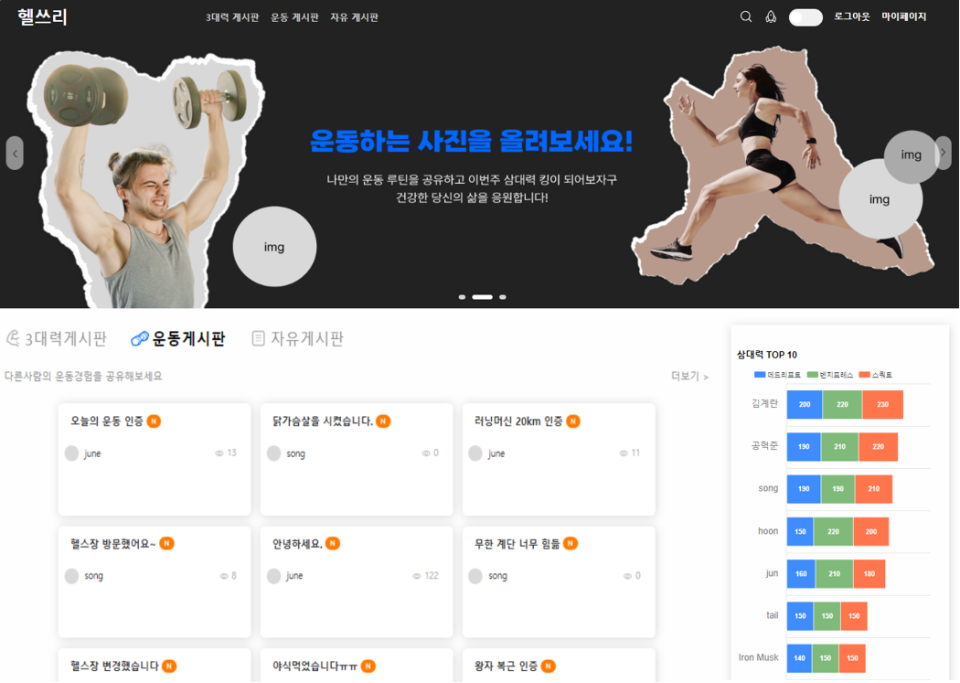 헬쓰리
3대력 게시판 운동 게시판 자유 게시판
로그아웃 마이페이지
운동하는 사진을 올려보세요!
나만의 운동 루틴을 공유하고 이번주 삼대력 킹이 되어보자구
건강한 당신의 삶을 응원합니다!
img
img
img
3대력게시판 운동게시판 자유게시판
다른사람의 운동경험을 공유해보세요
더보기 >
오늘의 운동 인증 N
june 13
닭가슴살을 시켰습니다. N
song 0
러닝머신 20km 인증 N
june 11
헬스장 방문했어요~ N
song 8
안녕하세요. N
june 122
무한 계단 너무 힘듦 N
song 0
헬스장 변경했습니다 N
야식먹었습니다ㅠㅠ N
왕자 복근 인증 N
삼대력 TOP 10
데드리프트 벤치프레스 스쿼트
김계란 200 220 230
공혁준 190 210 220
song 190 190 210
hoon 150 220 200
jun 160 210 180
tail 150 150 150
Iron Musk 140 150 150